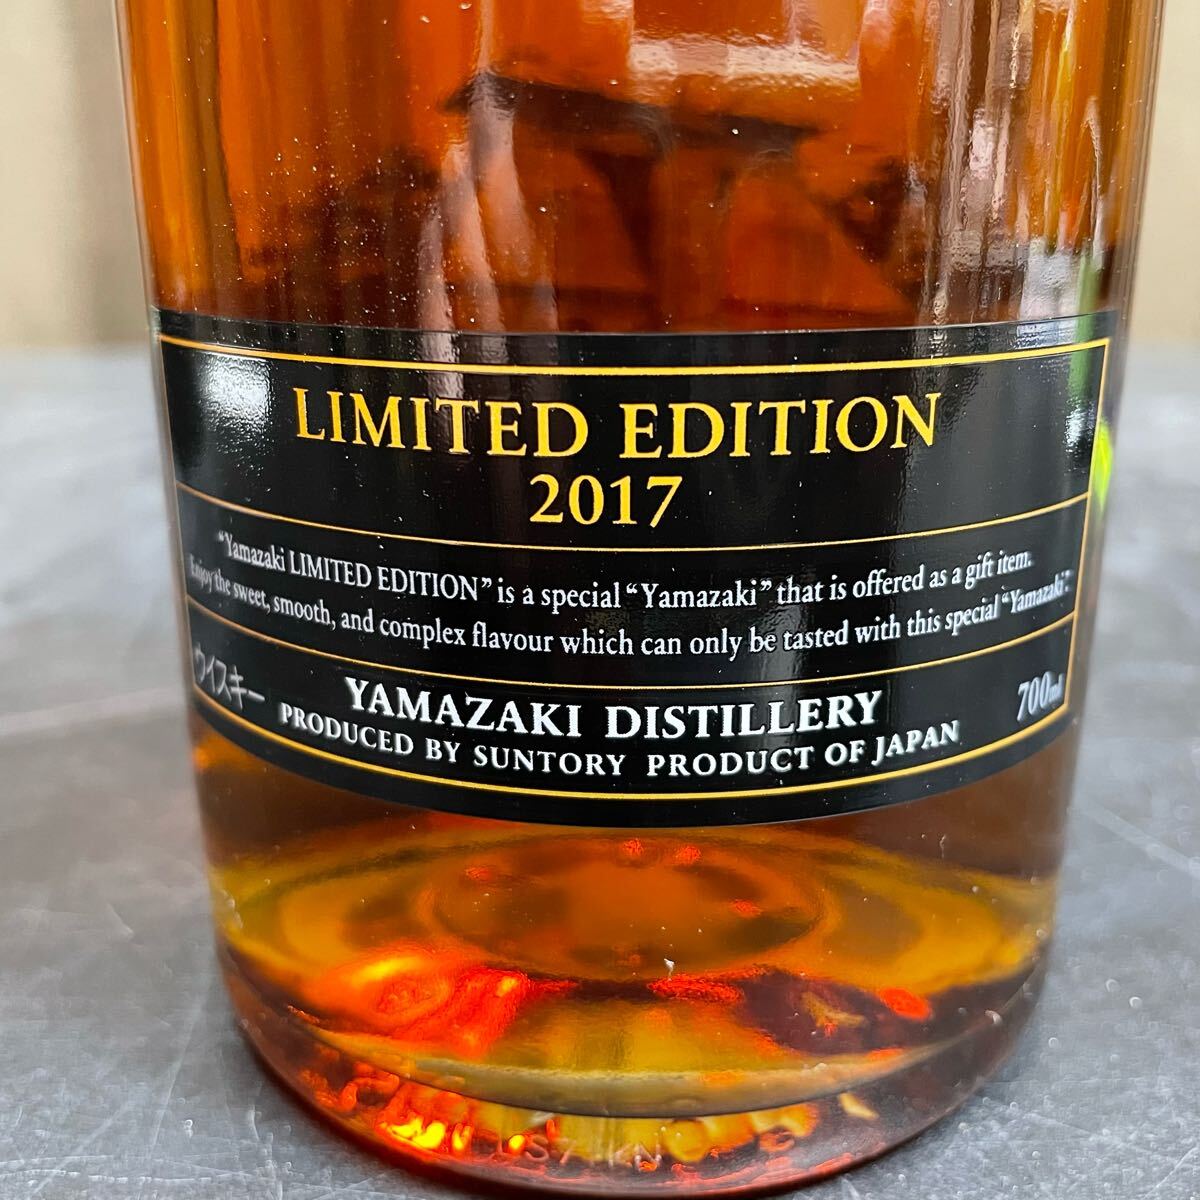 LIMITED EDITION
2017
“Yamazaki LIMITED EDITION” is a special “Yamazaki” that is offered as a gift item.
Enjoy the sweet, smooth, and complex flavour which can only be tasted with this special “Yamazaki”.
ウイスキー YAMAZAKI DISTILLERY 700ml
PRODUCED BY SUNTORY PRODUCT OF JAPAN